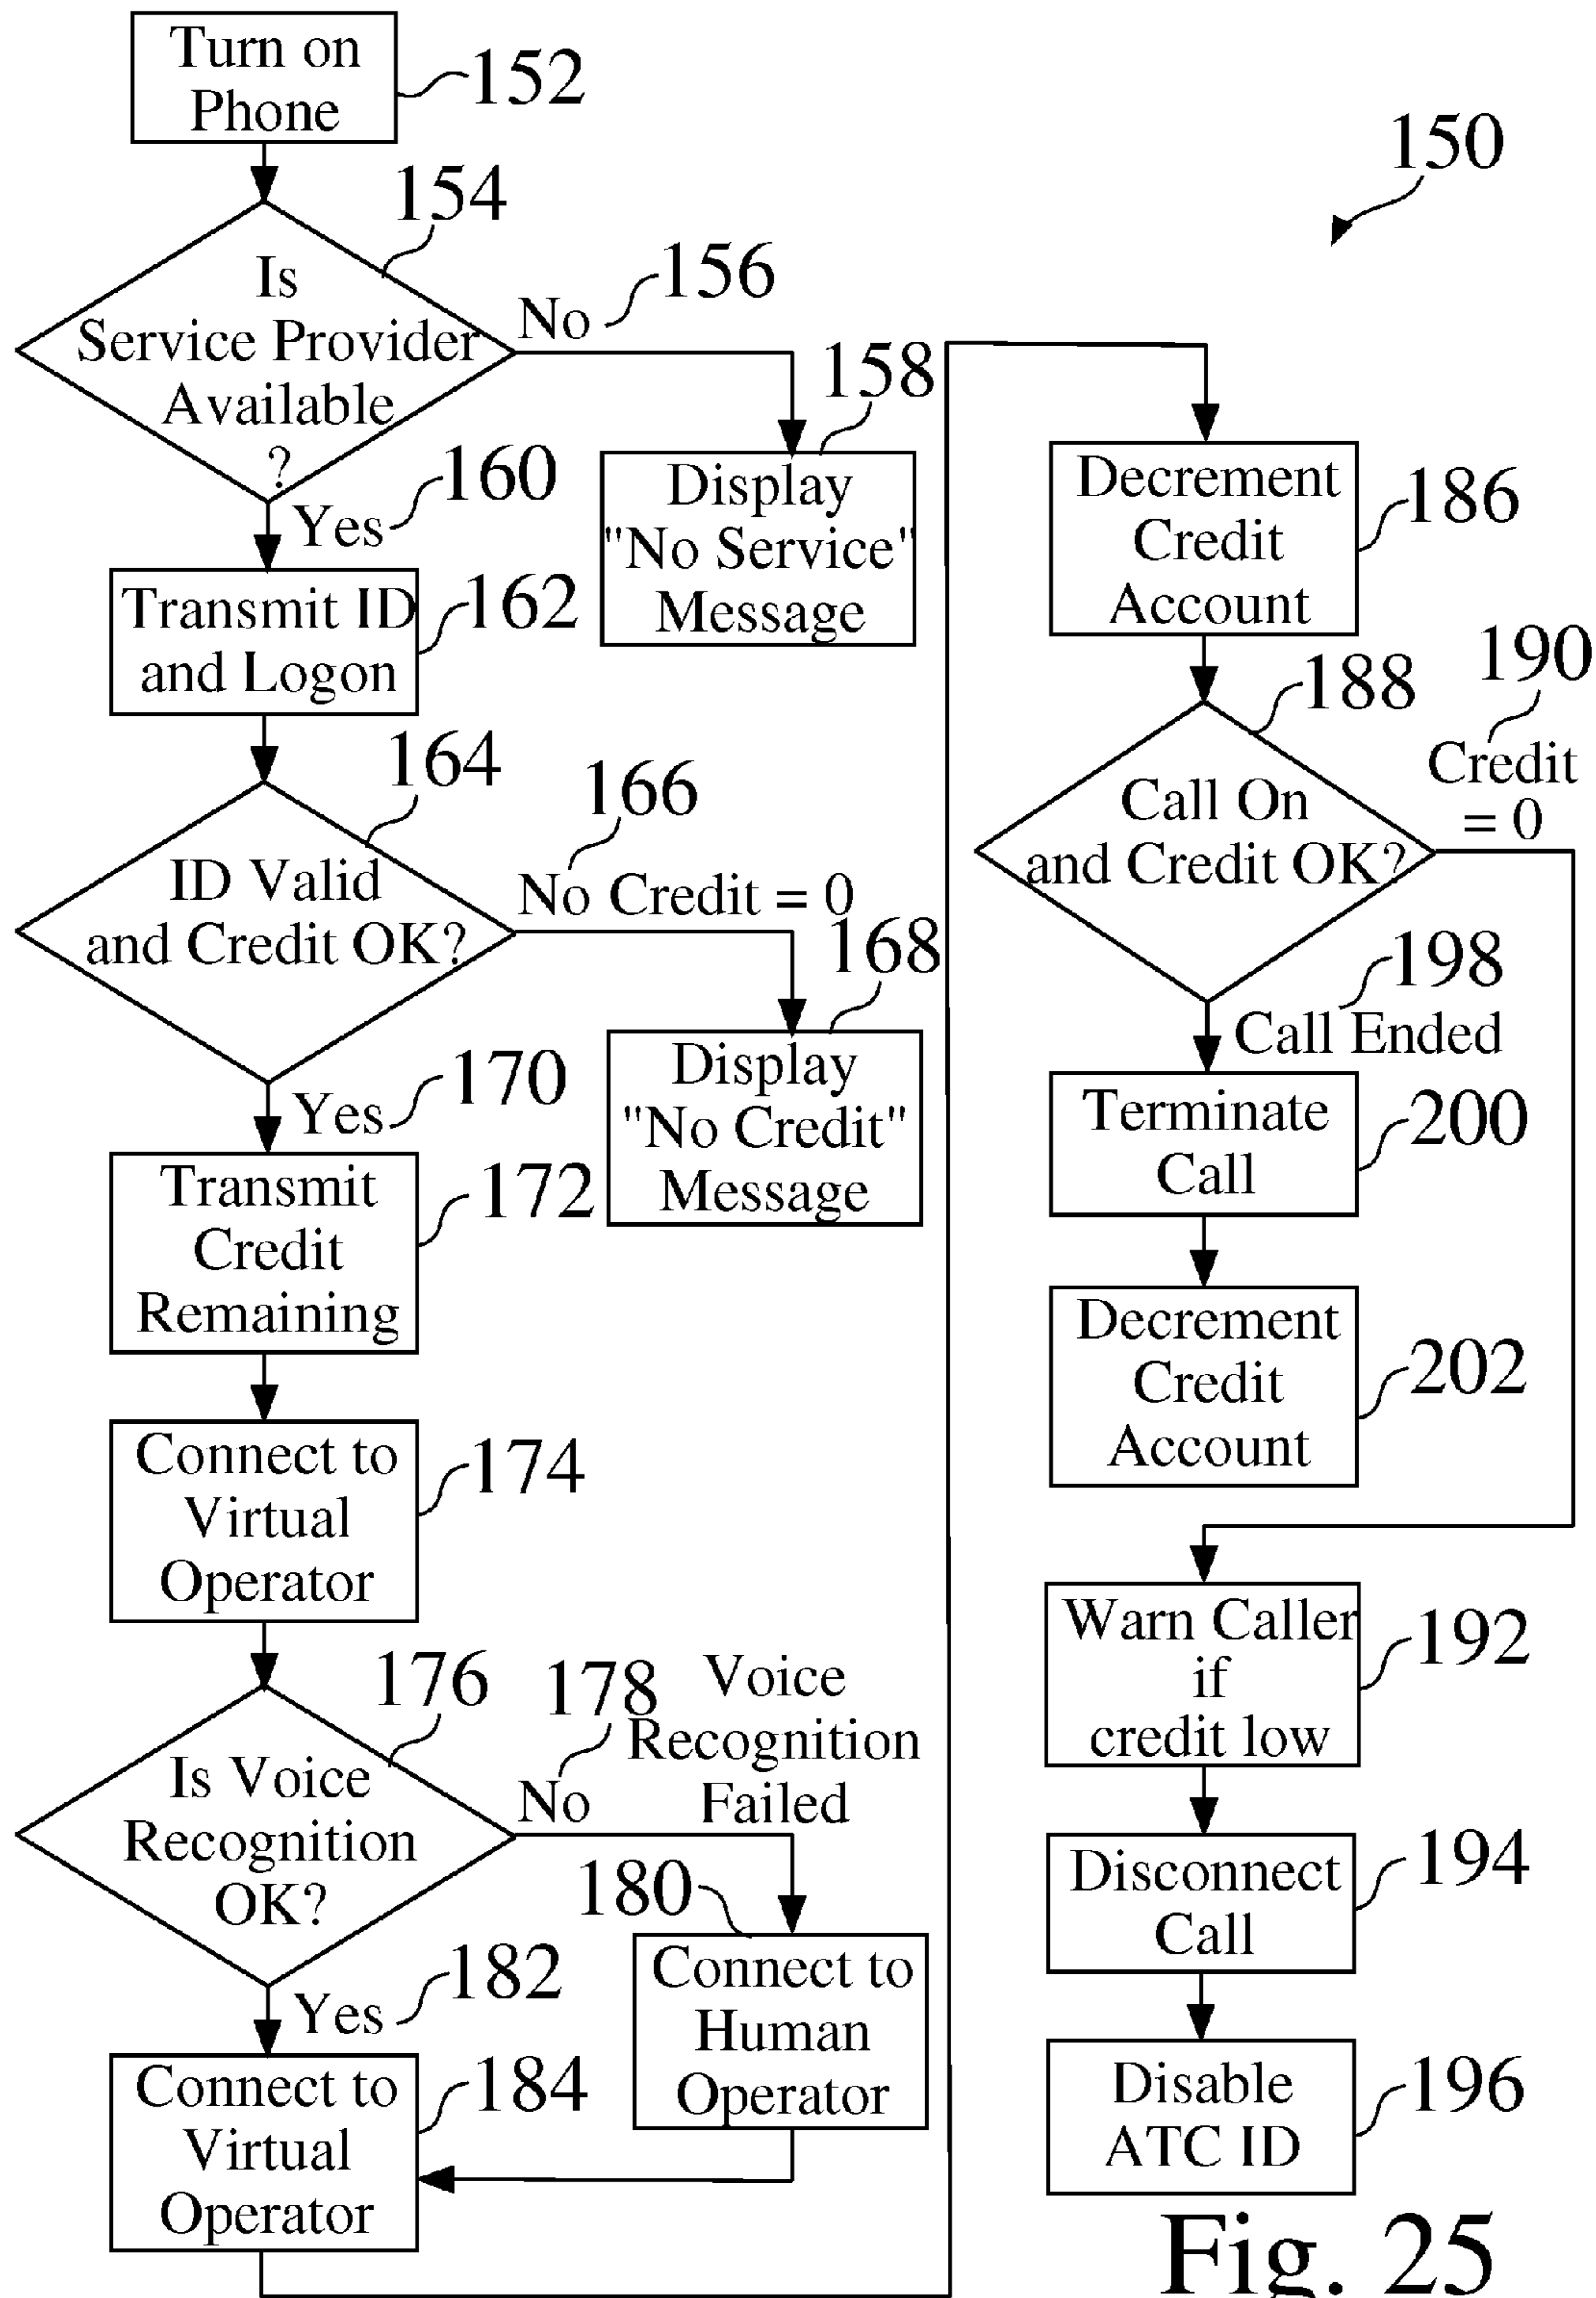 Turn on
Phone
152
150
154
Is
Service Provider
Available
?
No
156
158
Display
"No Service"
Message
Yes
160
Transmit ID
and Logon
162
164
ID Valid
and Credit OK?
166
No Credit = 0
168
Display
"No Credit"
Message
Yes
170
Transmit
Credit
Remaining
172
Connect to
Virtual
Operator
174
176
Is Voice
Recognition
OK?
178
No
Voice
Recognition
Failed
180
Connect to
Human
Operator
Yes
182
Connect to
Virtual
Operator
184
Decrement
Credit
Account
186
188
Call On
and Credit OK?
190
Credit
= 0
198
Call Ended
Terminate
Call
200
Decrement
Credit
Account
202
Warn Caller
if
credit low
192
Disconnect
Call
194
Disable
ATC ID
196
Fig. 25